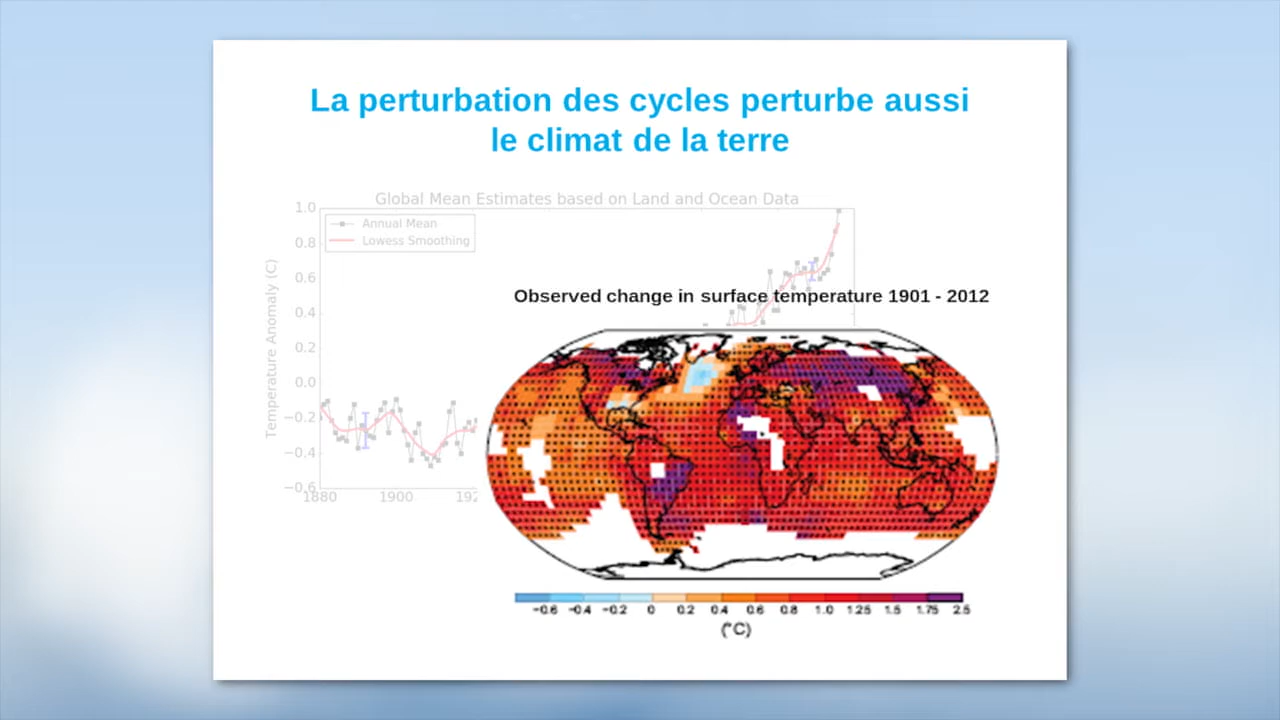 La perturbation des cycles perturbe aussi
le climat de la terre
Global Mean Estimates based on Land and Ocean Data
Annual Mean
Lowess Smoothing
Temperature Anomaly (C)
1.0
0.8
0.6
0.4
0.2
0.0
−0.2
−0.4
−0.6
1880 1900
Observed change in surface temperature 1901 - 2012
−0.6 −0.4 −0.2 0 0.2 0.4 0.6 0.8 1.0 1.25 1.5 1.75 2.5
(°C)